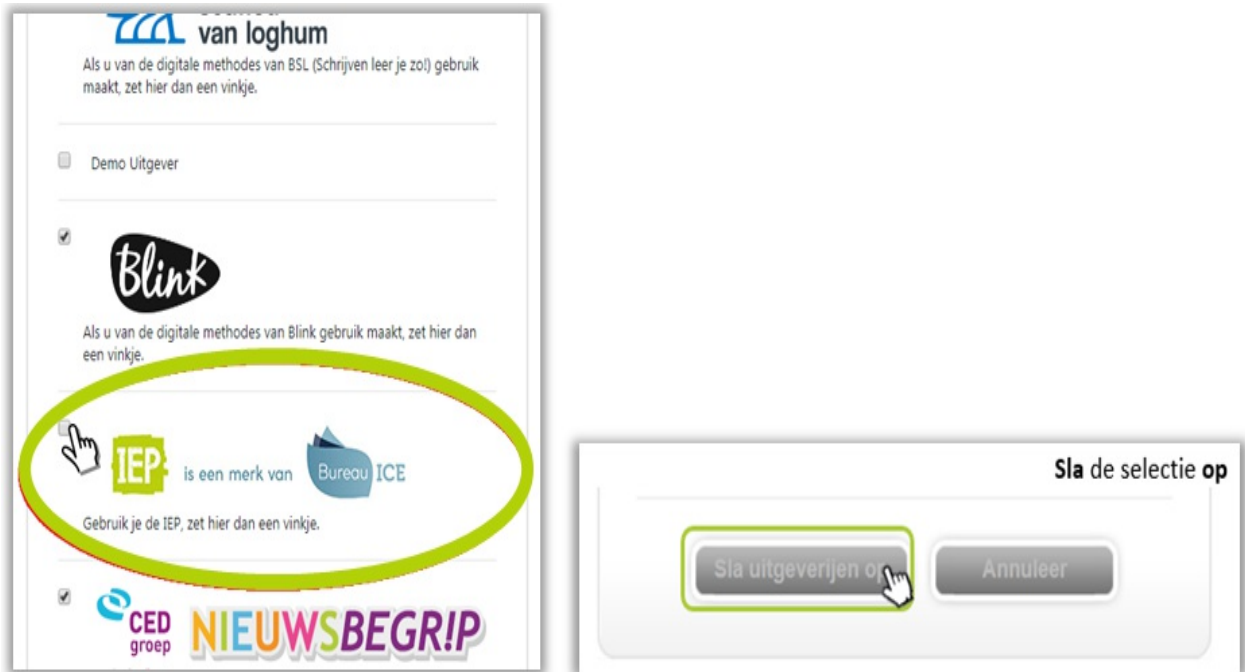 van loghum
Als u van de digitale methodes van BSL (Schrijven leer je zo!) gebruik
maakt, zet hier dan een vinkje.
Demo Uitgever
Blink
Als u van de digitale methodes van Blink gebruik maakt, zet hier dan
een vinkje.
IEP is een merk van Bureau ICE
Gebruik je de IEP, zet hier dan een vinkje.
CED
groep
NIEUWSBEGR!P
Sla de selectie op
Sla uitgeverijen op
Annuleer